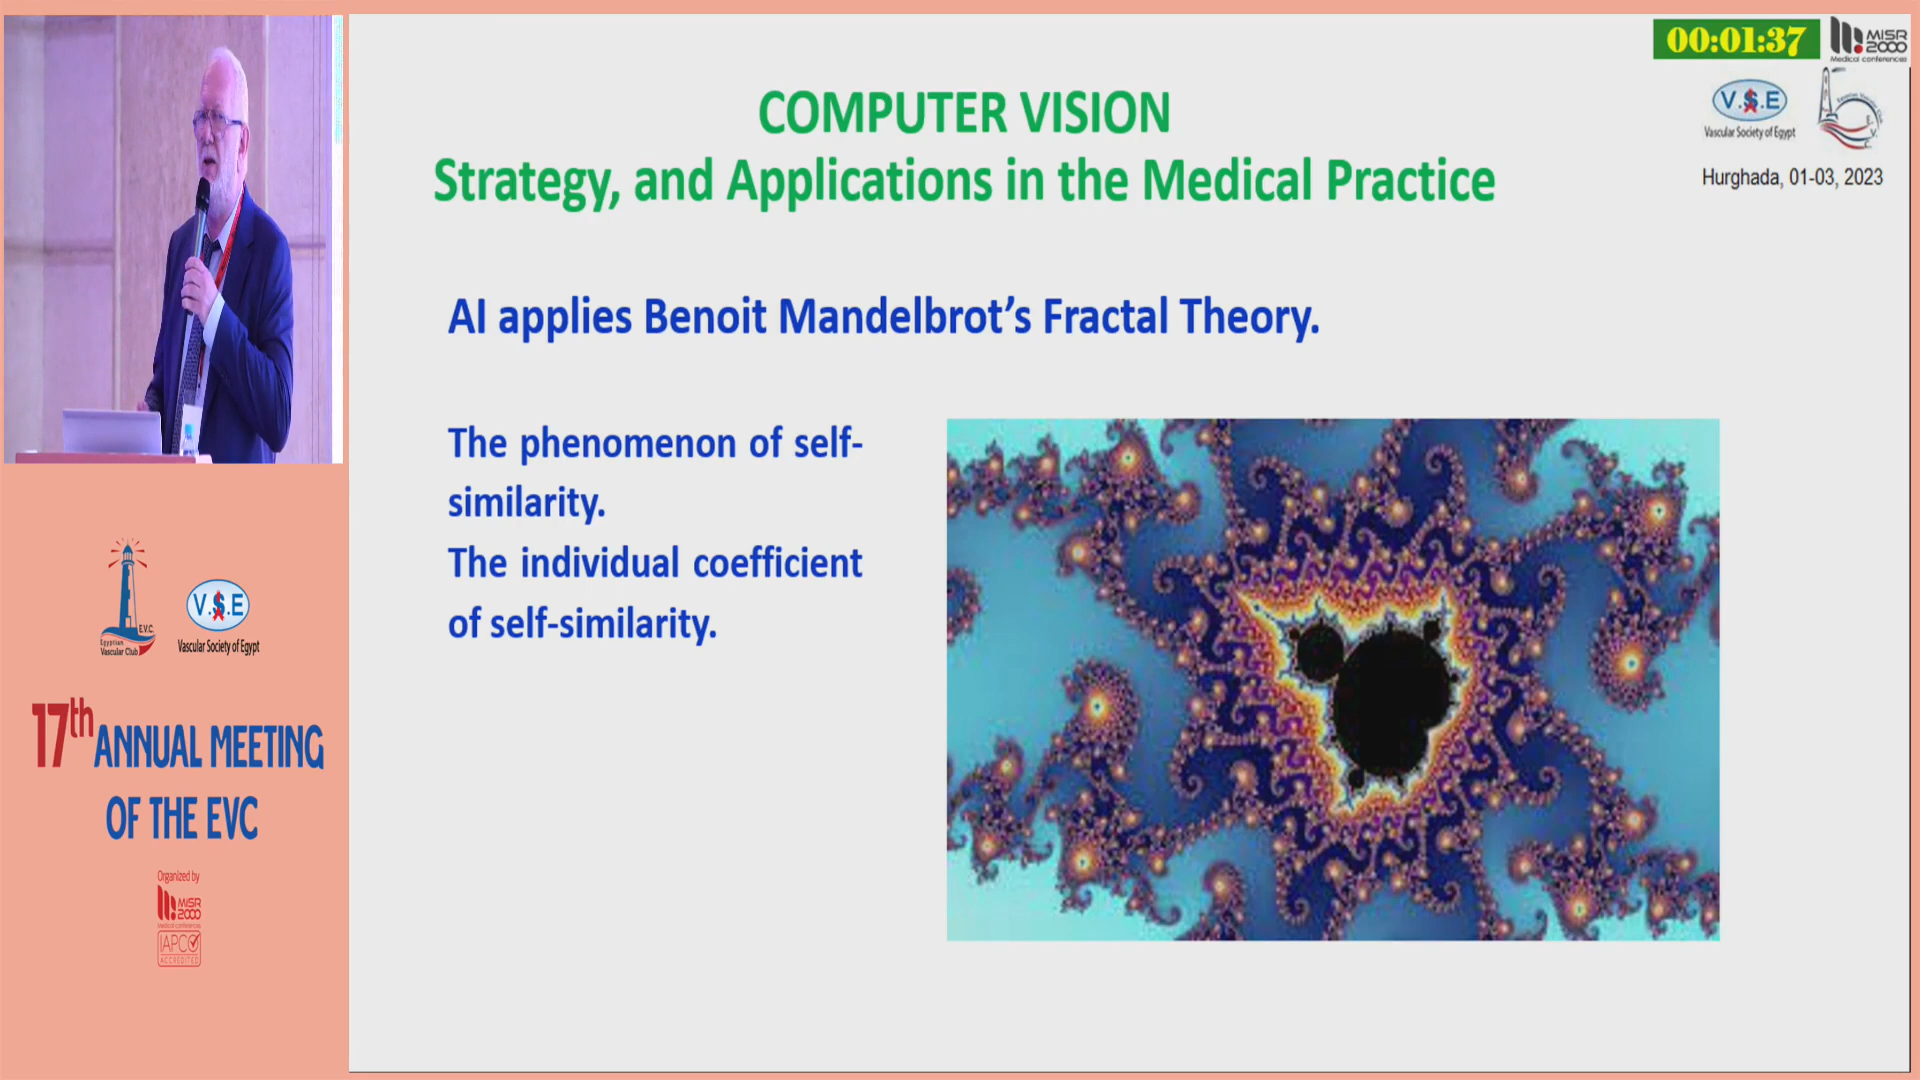 00:01:37
MISR
2000
Medical conferences
COMPUTER VISION
Strategy, and Applications in the Medical Practice
V.S.E
Vascular Society of Egypt
Hurghada, 01-03, 2023
AI applies Benoit Mandelbrot’s Fractal Theory.
The phenomenon of self-
similarity.
The individual coefficient
of self-similarity.
E.V.C.
Egyptian
Vascular Club
V.S.E
Vascular Society of Egypt
17th ANNUAL MEETING
OF THE EVC
Organized by
MISR
2000
Medical conferences
IAPCO
ACCREDITED